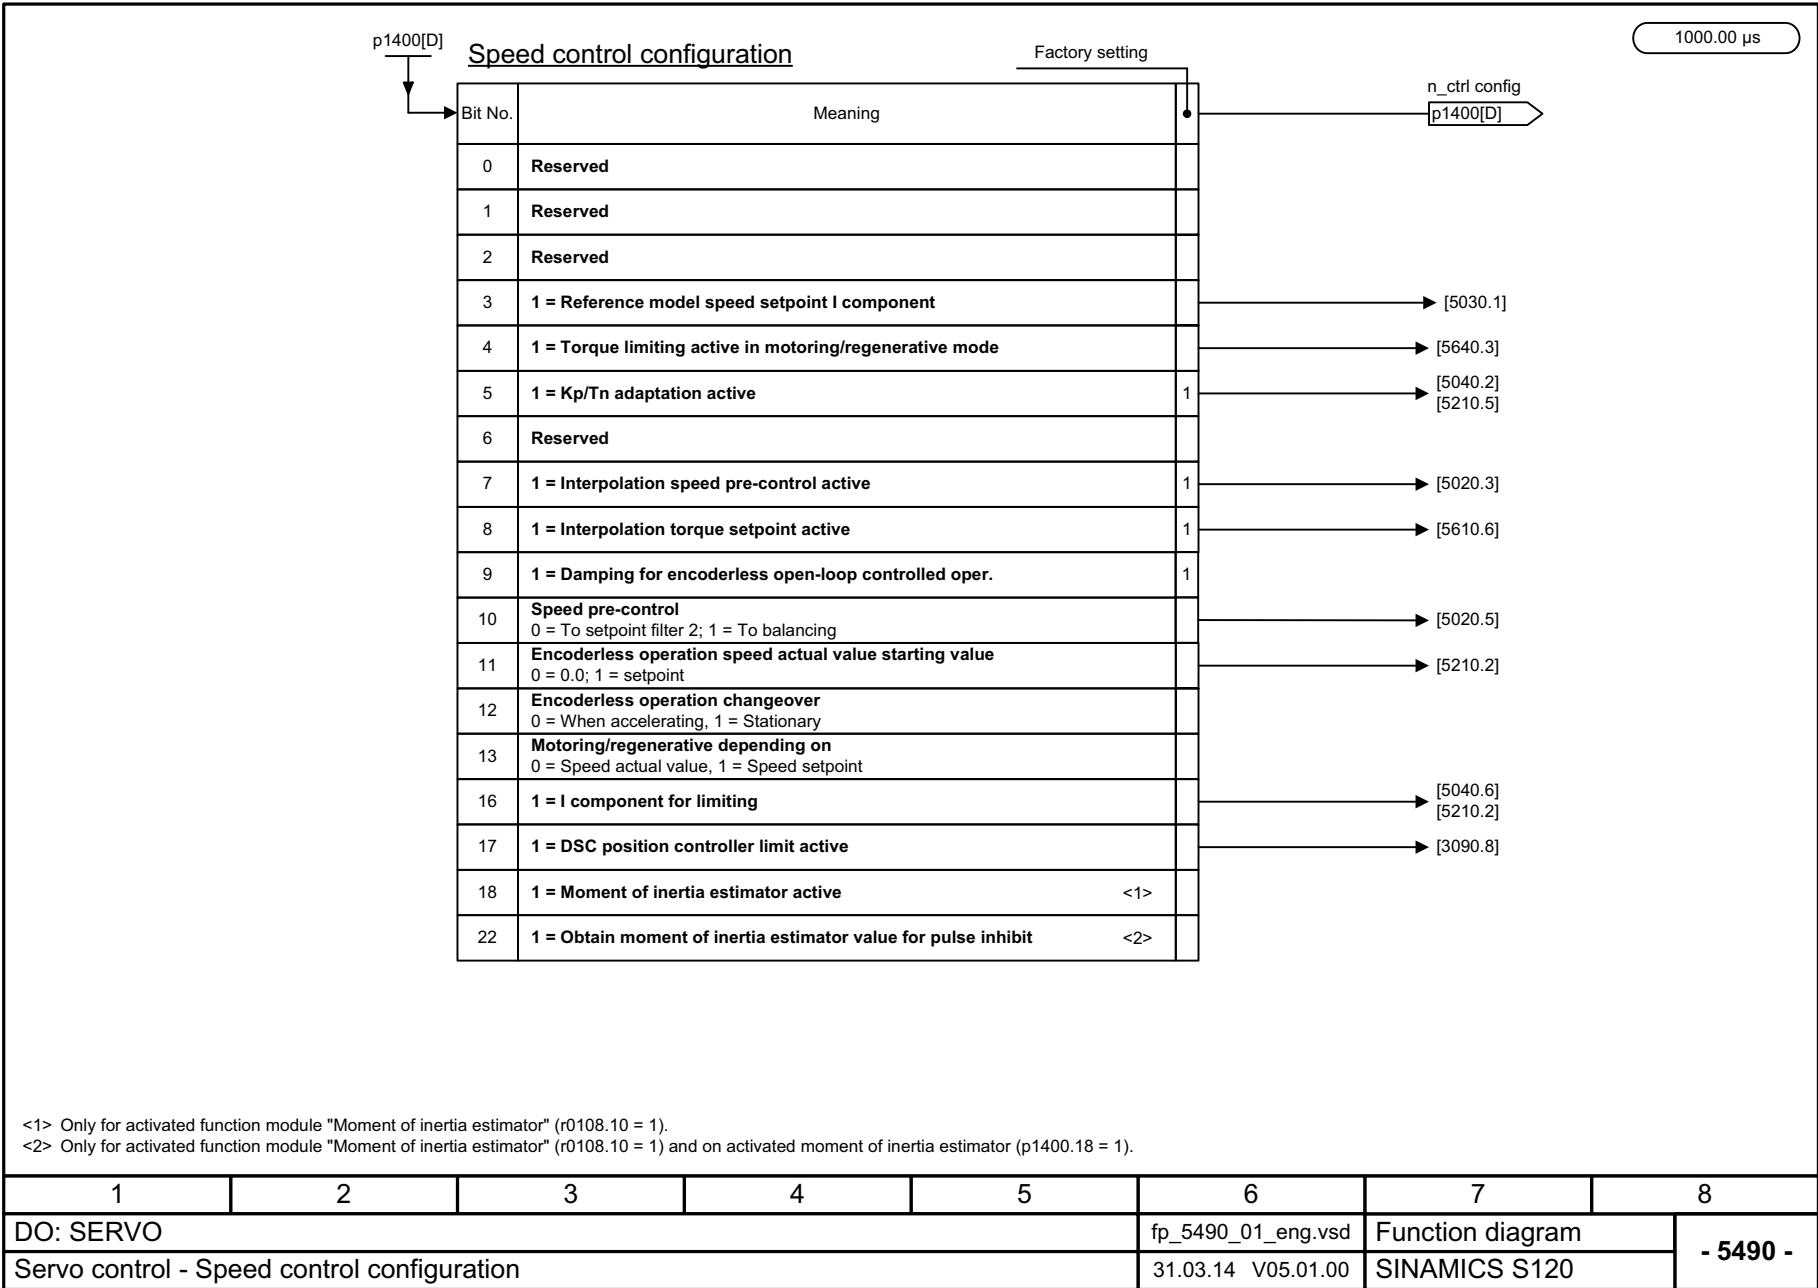 p1400[D]
Speed control configuration
Factory setting
1000.00 µs
Bit No. Meaning
n_ctrl config
p1400[D]
0 Reserved
1 Reserved
2 Reserved
3 1 = Reference model speed setpoint I component [5030.1]
4 1 = Torque limiting active in motoring/regenerative mode [5640.3]
5 1 = Kp/Tn adaptation active 1 [5040.2]
[5210.5]
6 Reserved
7 1 = Interpolation speed pre-control active 1 [5020.3]
8 1 = Interpolation torque setpoint active 1 [5610.6]
9 1 = Damping for encoderless open-loop controlled oper. 1
10 Speed pre-control
0 = To setpoint filter 2; 1 = To balancing [5020.5]
11 Encoderless operation speed actual value starting value
0 = 0.0; 1 = setpoint [5210.2]
12 Encoderless operation changeover
0 = When accelerating, 1 = Stationary
13 Motoring/regenerative depending on
0 = Speed actual value, 1 = Speed setpoint
16 1 = I component for limiting [5040.6]
[5210.2]
17 1 = DSC position controller limit active [3090.8]
18 1 = Moment of inertia estimator active <1>
22 1 = Obtain moment of inertia estimator value for pulse inhibit <2>
<1> Only for activated function module "Moment of inertia estimator" (r0108.10 = 1).
<2> Only for activated function module "Moment of inertia estimator" (r0108.10 = 1) and on activated moment of inertia estimator (p1400.18 = 1).
1 2 3 4 5 6 7 8
DO: SERVO fp_5490_01_eng.vsd Function diagram
- 5490 -
Servo control - Speed control configuration 31.03.14 V05.01.00 SINAMICS S120